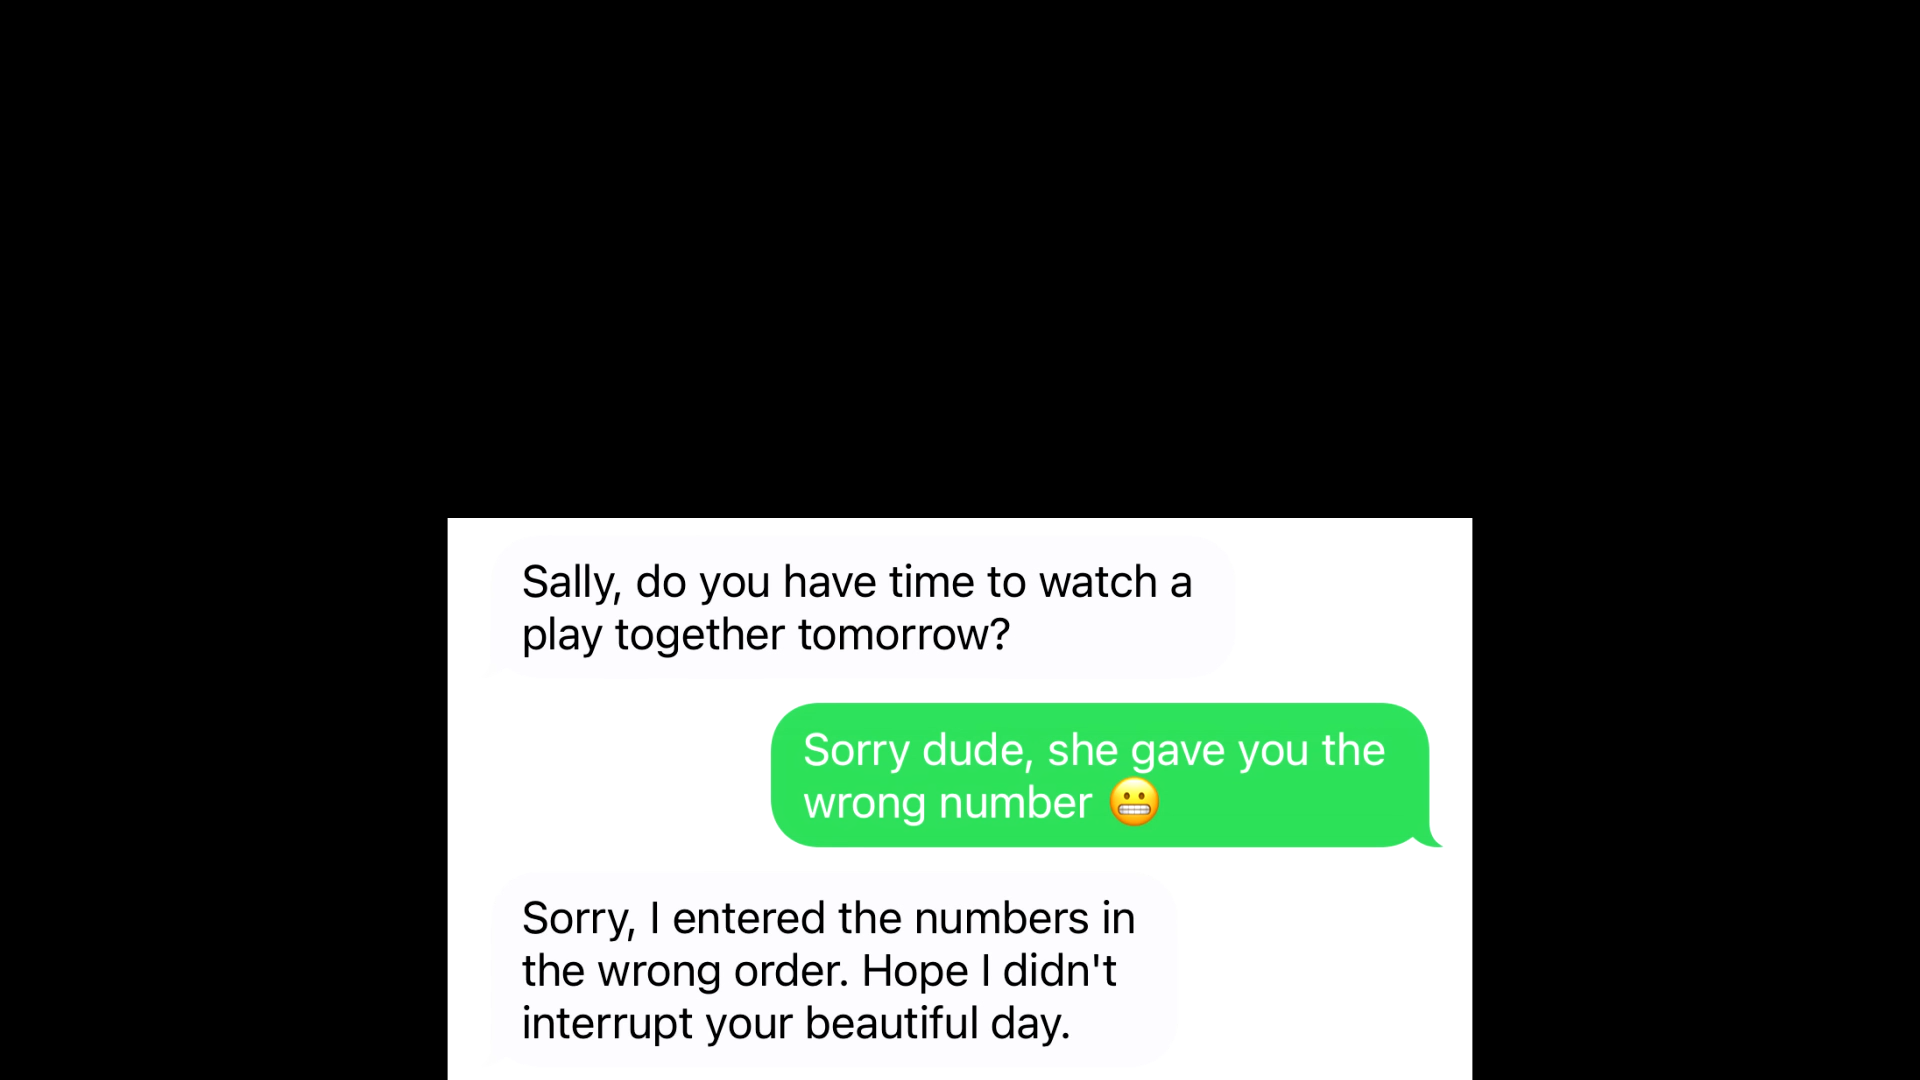 Sally, do you have time to watch a
play together tomorrow?
Sorry dude, she gave you the
wrong number 😬
Sorry, I entered the numbers in
the wrong order. Hope I didn't
interrupt your beautiful day.